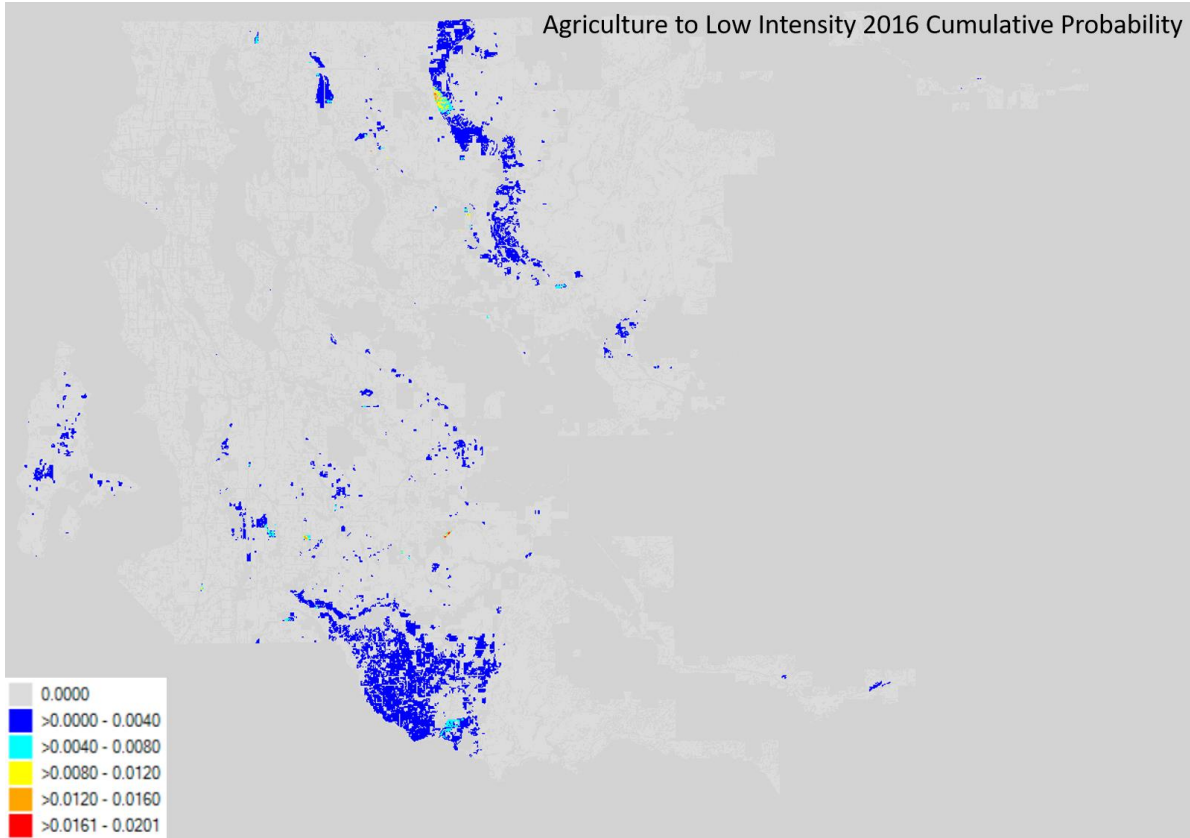 Agriculture to Low Intensity 2016 Cumulative Probability
0.0000
>0.0000 - 0.0040
>0.0040 - 0.0080
>0.0080 - 0.0120
>0.0120 - 0.0160
>0.0161 - 0.0201